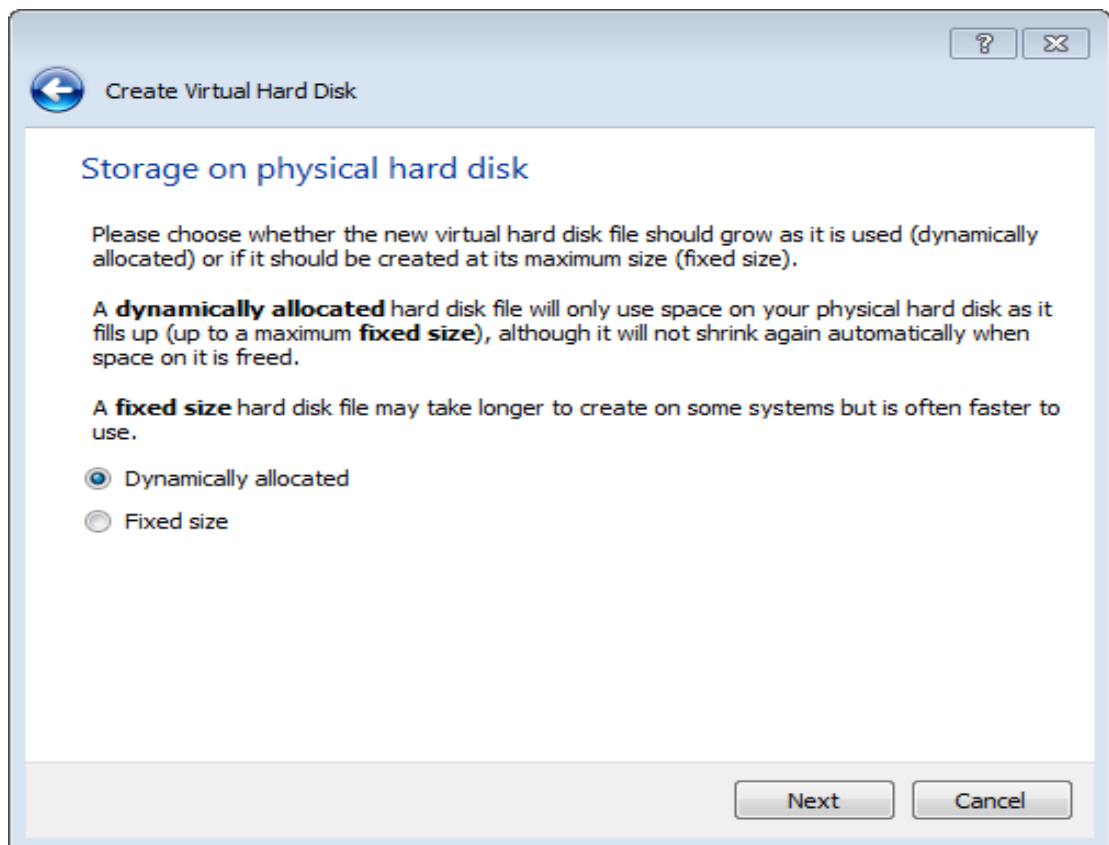 Create Virtual Hard Disk
Storage on physical hard disk
Please choose whether the new virtual hard disk file should grow as it is used (dynamically
allocated) or if it should be created at its maximum size (fixed size).
A dynamically allocated hard disk file will only use space on your physical hard disk as it
fills up (up to a maximum fixed size), although it will not shrink again automatically when
space on it is freed.
A fixed size hard disk file may take longer to create on some systems but is often faster to
use.
Dynamically allocated
Fixed size
Next
Cancel